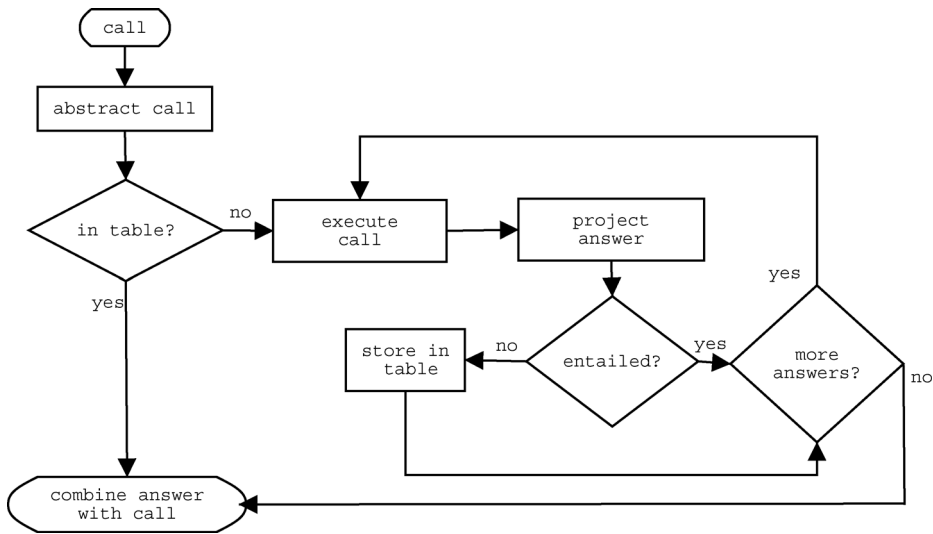 call
abstract call
in table?
no
yes
execute
call
project
answer
entailed?
no
yes
store in
table
more
answers?
yes
no
combine answer
with call